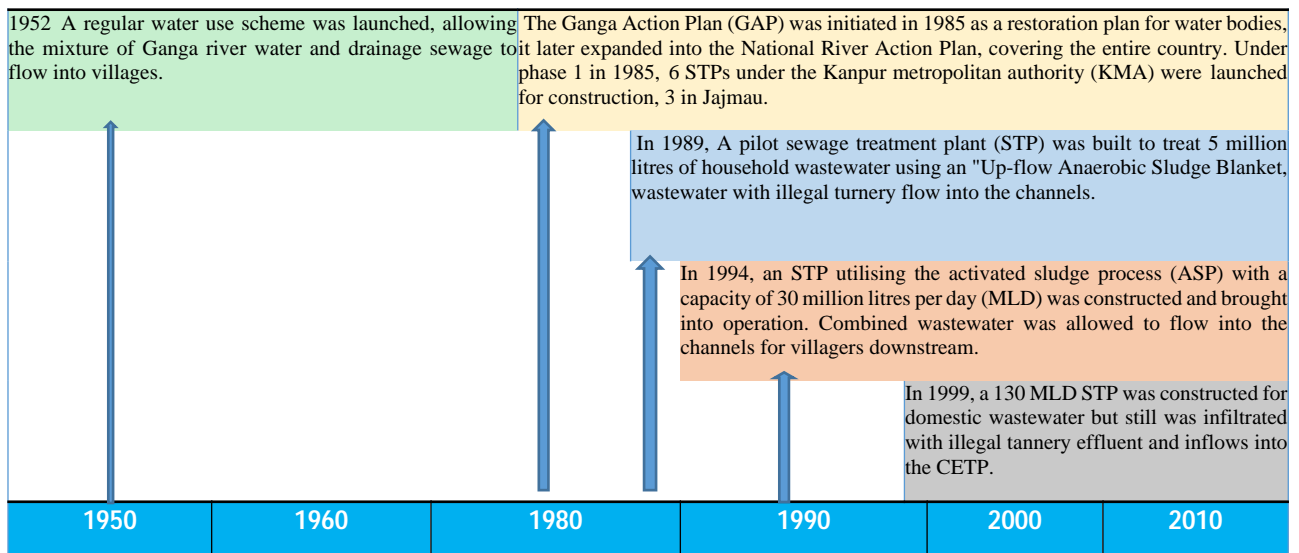 1952 A regular water use scheme was launched, allowing
the mixture of Ganga river water and drainage sewage to
flow into villages.
The Ganga Action Plan (GAP) was initiated in 1985 as a restoration plan for water bodies,
it later expanded into the National River Action Plan, covering the entire country. Under
phase 1 in 1985, 6 STPs under the Kanpur metropolitan authority (KMA) were launched
for construction, 3 in Jajmau.
In 1989, A pilot sewage treatment plant (STP) was built to treat 5 million
litres of household wastewater using an "Up-flow Anaerobic Sludge Blanket,
wastewater with illegal turnery flow into the channels.
In 1994, an STP utilising the activated sludge process (ASP) with a
capacity of 30 million litres per day (MLD) was constructed and brought
into operation. Combined wastewater was allowed to flow into the
channels for villagers downstream.
In 1999, a 130 MLD STP was constructed for
domestic wastewater but still was infiltrated
with illegal tannery effluent and inflows into
the CETP.
1950 1960 1980 1990 2000 2010